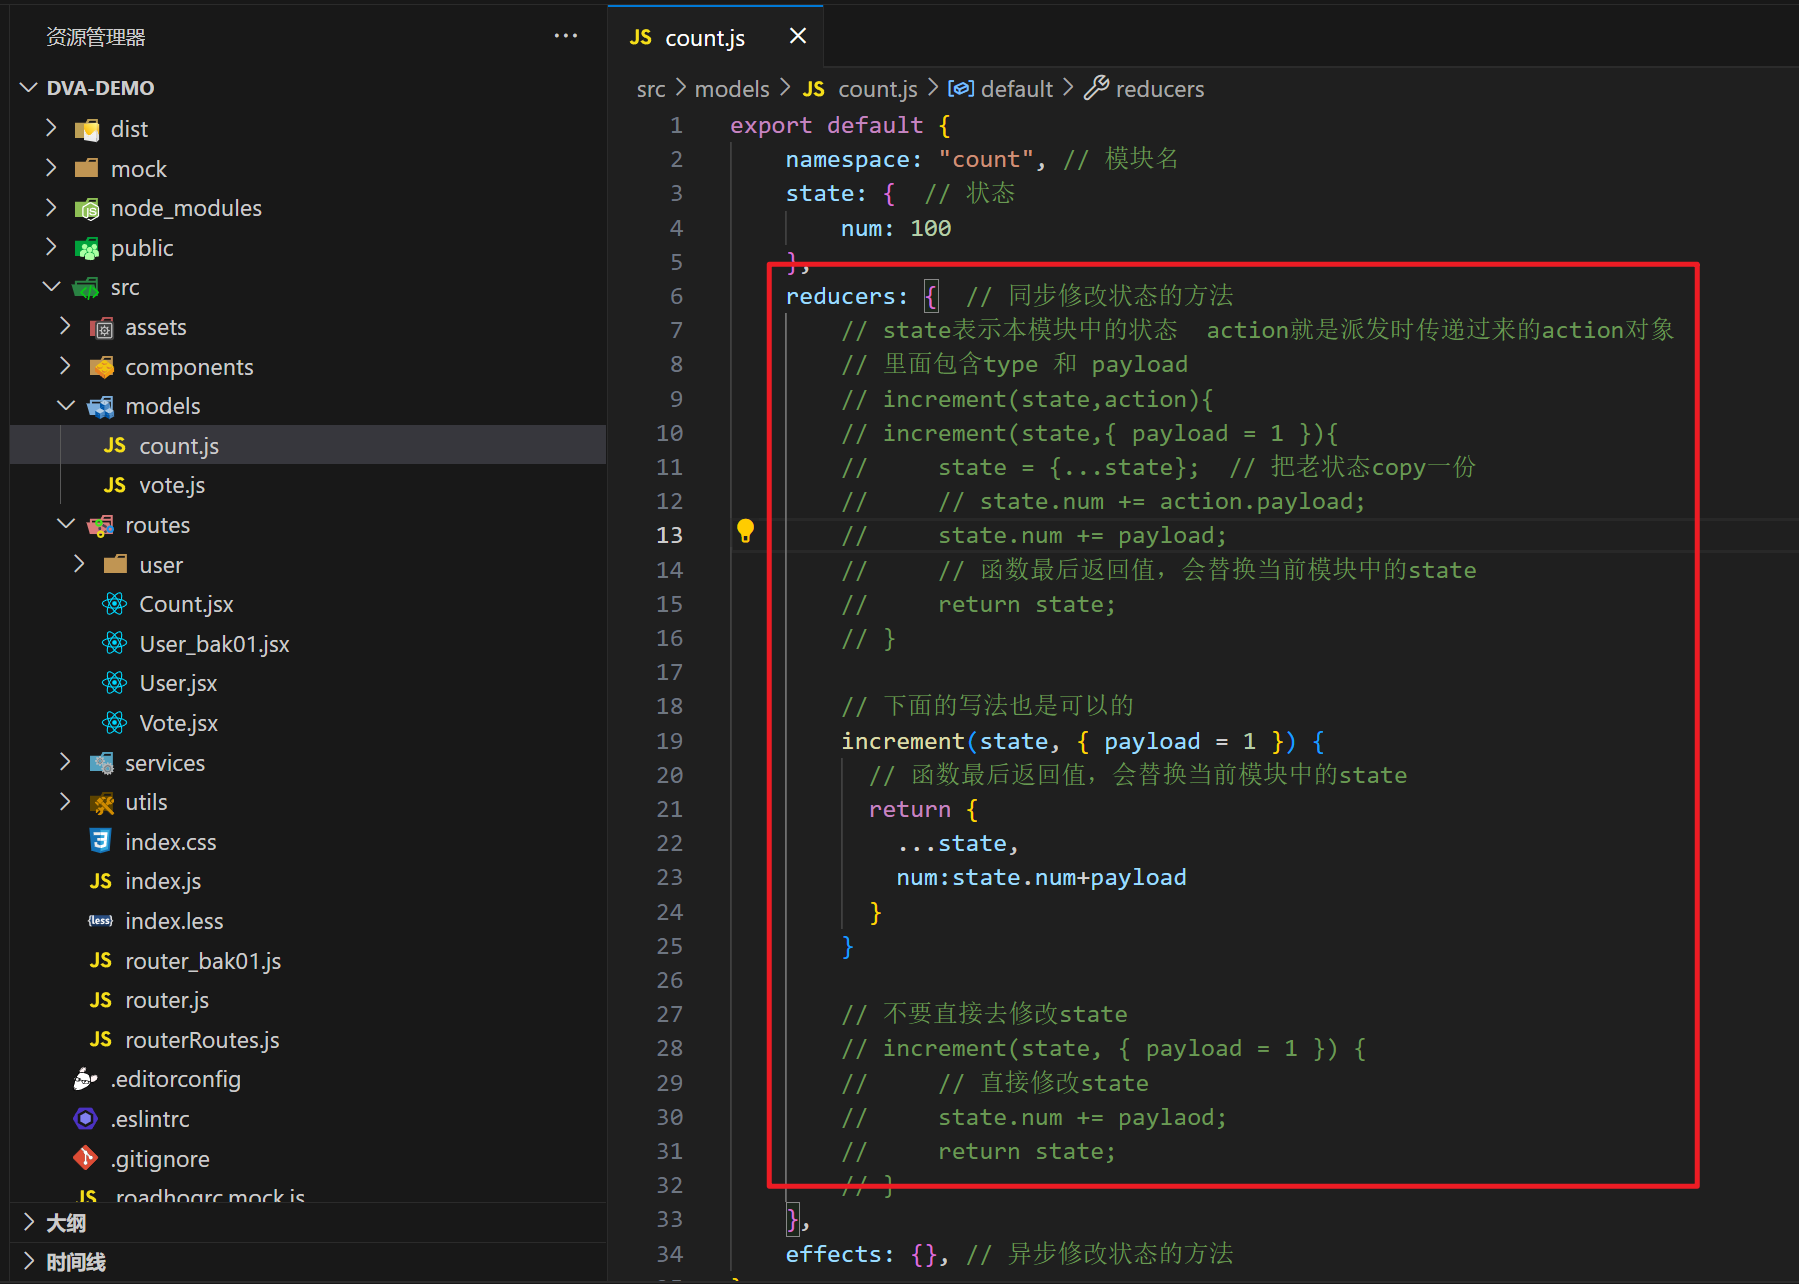 资源管理器
DVA-DEMO
dist
mock
node_modules
public
src
assets
components
models
JS count.js
JS vote.js
routes
user
Count.jsx
User_bak01.jsx
User.jsx
Vote.jsx
services
utils
index.css
JS index.js
{less} index.less
JS router_bak01.js
JS router.js
JS routerRoutes.js
.editorconfig
.eslintrc
.gitignore
JS .roadhogrc.mock.js
大纲
时间线
JS count.js
src > models > JS count.js > default > reducers
1 export default {
2 namespace: "count", // 模块名
3 state: { // 状态
4 num: 100
5 },
6 reducers: { // 同步修改状态的方法
7 // state表示本模块中的状态 action就是派发时传递过来的action对象
8 // 里面包含type 和 payload
9 // increment(state,action){
10 // increment(state,{ payload = 1 }){
11 // state = {...state}; // 把老状态copy一份
12 // // state.num += action.payload;
13 // state.num += payload;
14 // // 函数最后返回值，会替换当前模块中的state
15 // return state;
16 // }
17
18 // 下面的写法也是可以的
19 increment(state, { payload = 1 }) {
20 // 函数最后返回值，会替换当前模块中的state
21 return {
22 ...state,
23 num:state.num+payload
24 }
25 }
26
27 // 不要直接去修改state
28 // increment(state, { payload = 1 }) {
29 // // 直接修改state
30 // state.num += paylaod;
31 // return state;
32 // }
33 },
34 effects: {}, // 异步修改状态的方法